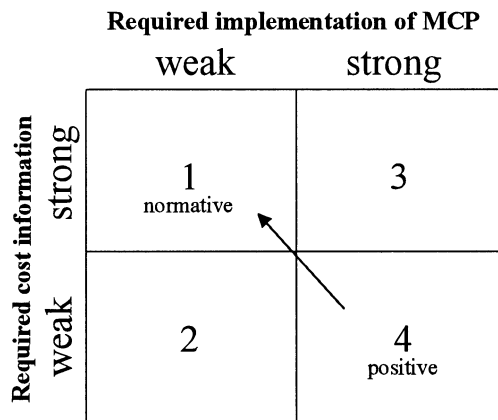 Required implementation of MCP
weak strong
Required cost information
strong
weak
1
normative
3
2
4
positive